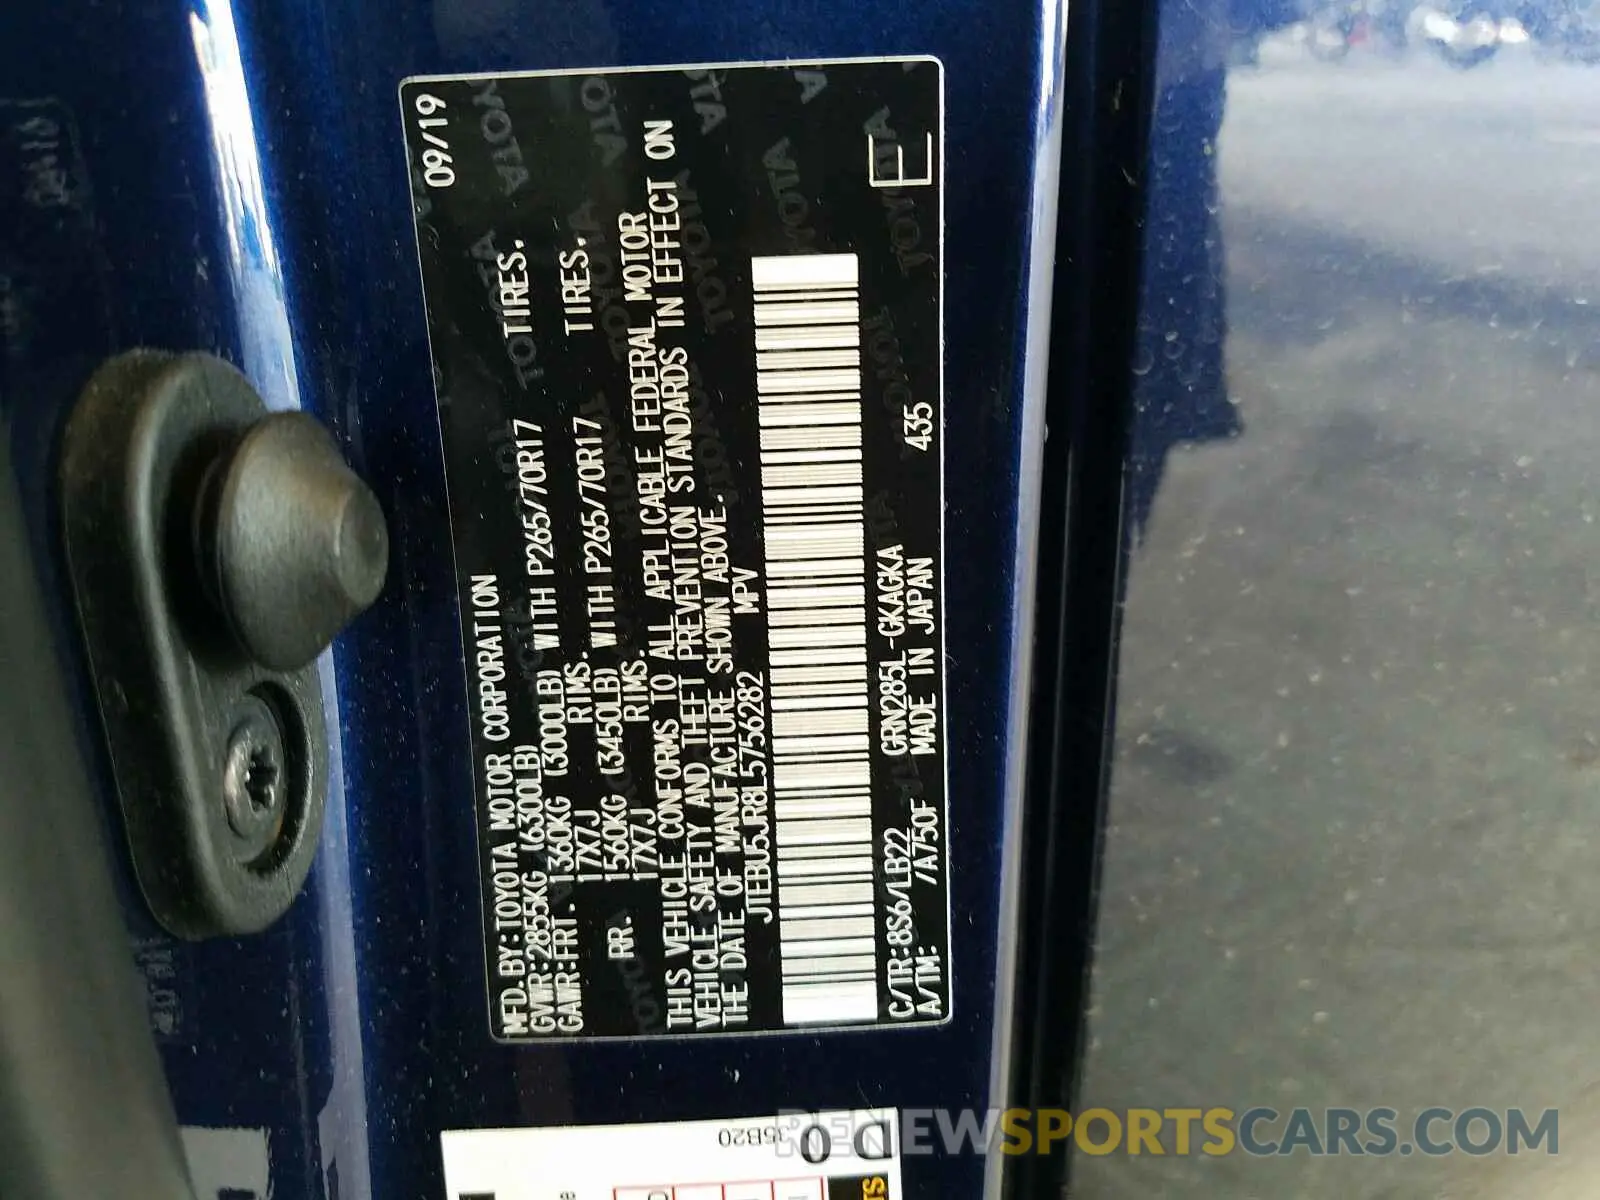 09/19
MFD.BY:TOYOTA MOTOR CORPORATION
GVWR:2855KG (6300LB)
GAWR:FRT. 1360KG (3000LB) WITH P265/70R17 TIRES.
17X7J RIMS.
RR. 1560KG (3450LB) WITH P265/70R17 TIRES.
17X7J RIMS.
THIS VEHICLE CONFORMS TO ALL APPLICABLE FEDERAL MOTOR
VEHICLE SAFETY AND THEFT PREVENTION STANDARDS IN EFFECT ON
THE DATE OF MANUFACTURE SHOWN ABOVE.
JTEBU5JR8L5756282 MPV
C/TR:8S6/LB22 GRN285L-GKAGKA
A/TM: /A750F MADE IN JAPAN 435
E
35B20
RENEWSPORTSCARS.COM